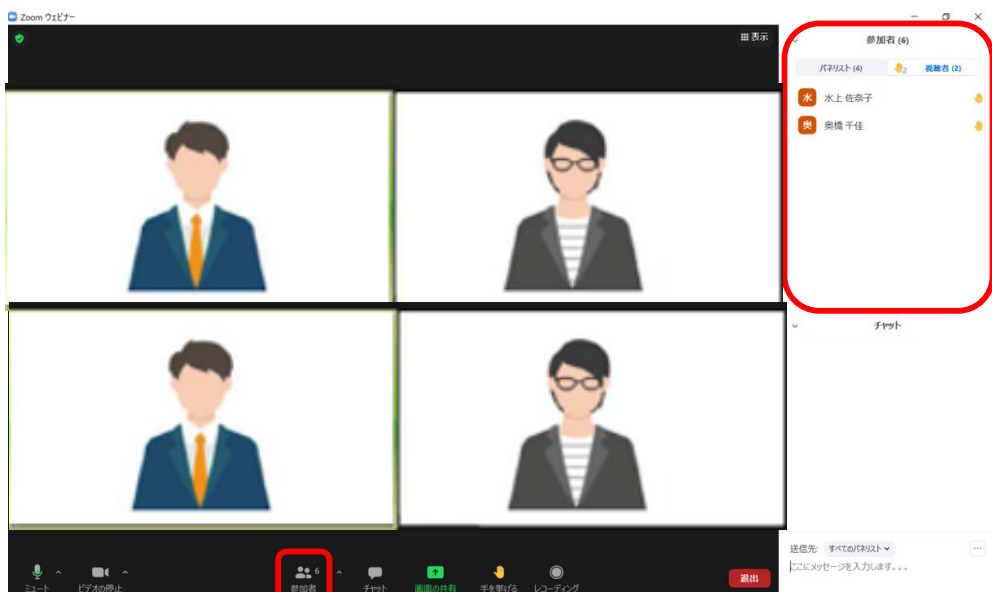 Zoom ウェビナー
表示
参加者 (6)
パネリスト (4)
2
視聴者 (2)
水 水上 佐奈子
奥 奥橋 千佳
チャット
送信先: すべてのパネリスト
ここにメッセージを入力します...
ミュート
ビデオの停止
6
参加者
チャット
画面の共有
手を挙げる
レコーディング
退出